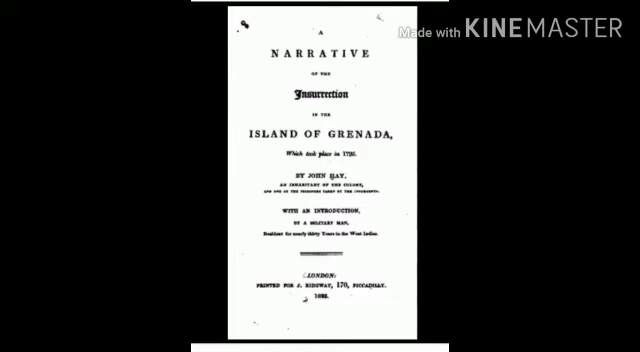 Made with KINEMASTER
A
NARRATIVE
OF THE
Insurrection
IN THE
ISLAND OF GRENADA,
Which took place in 1795.
BY JOHN HAY,
AN INHABITANT OF THE COLONY,
AND ONE OF THE PRISONERS TAKEN BY THE INSURGENTS.
WITH AN INTRODUCTION,
BY A MILITARY MAN,
Resident for nearly thirty Years in the West Indies.
LONDON:
PRINTED FOR J. RIDGWAY, 170, PICCADILLY.